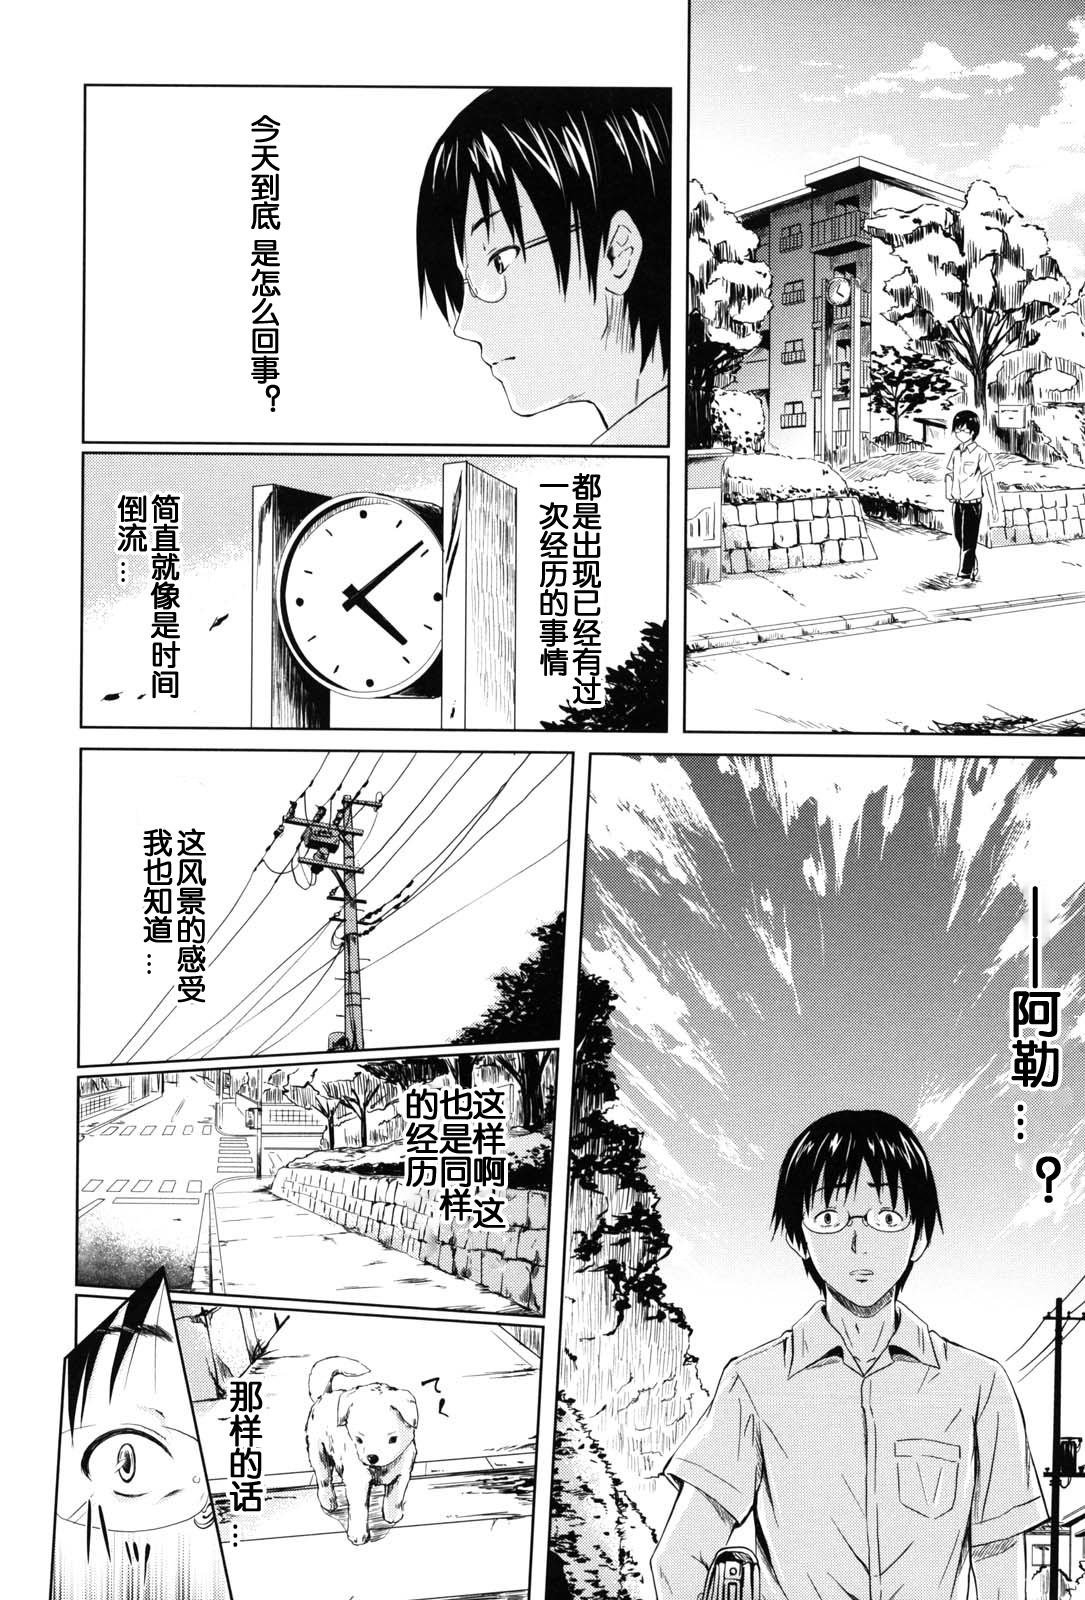 今天到底 是怎么回事？
都是出现已经有过
一次经历的事情
简直就像是时间
倒流…
——阿勒…？
这风景的感受
我也知道…
这样啊这
也是同样
的经历
て、
那样的话…